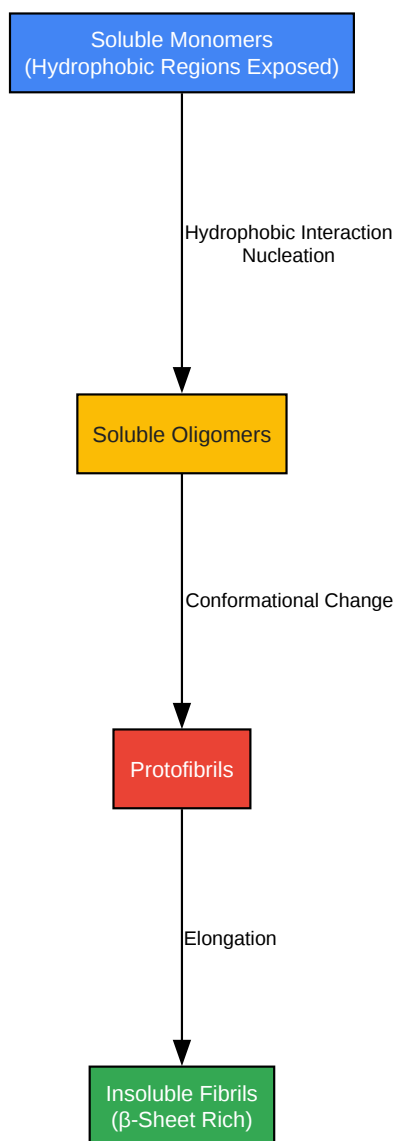 Soluble Monomers
(Hydrophobic Regions Exposed)
Hydrophobic Interaction
Nucleation
Soluble Oligomers
Conformational Change
Protofibrils
Elongation
Insoluble Fibrils
(β-Sheet Rich)